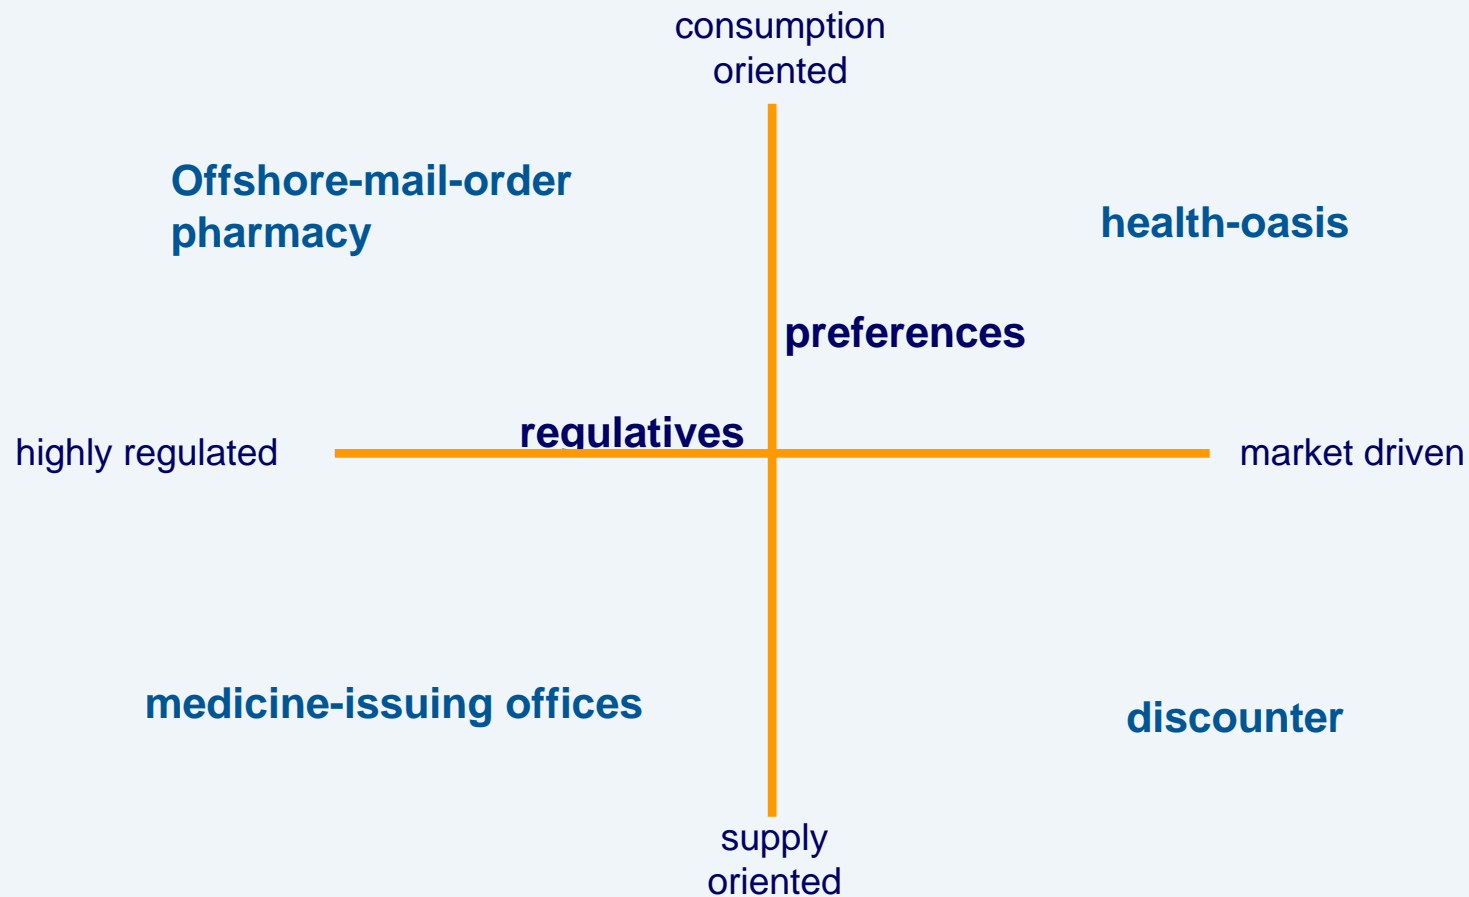 consumption
oriented
Offshore-mail-order
pharmacy
health-oasis
preferences
regulatives
highly regulated
market driven
medicine-issuing offices
discounter
supply
oriented